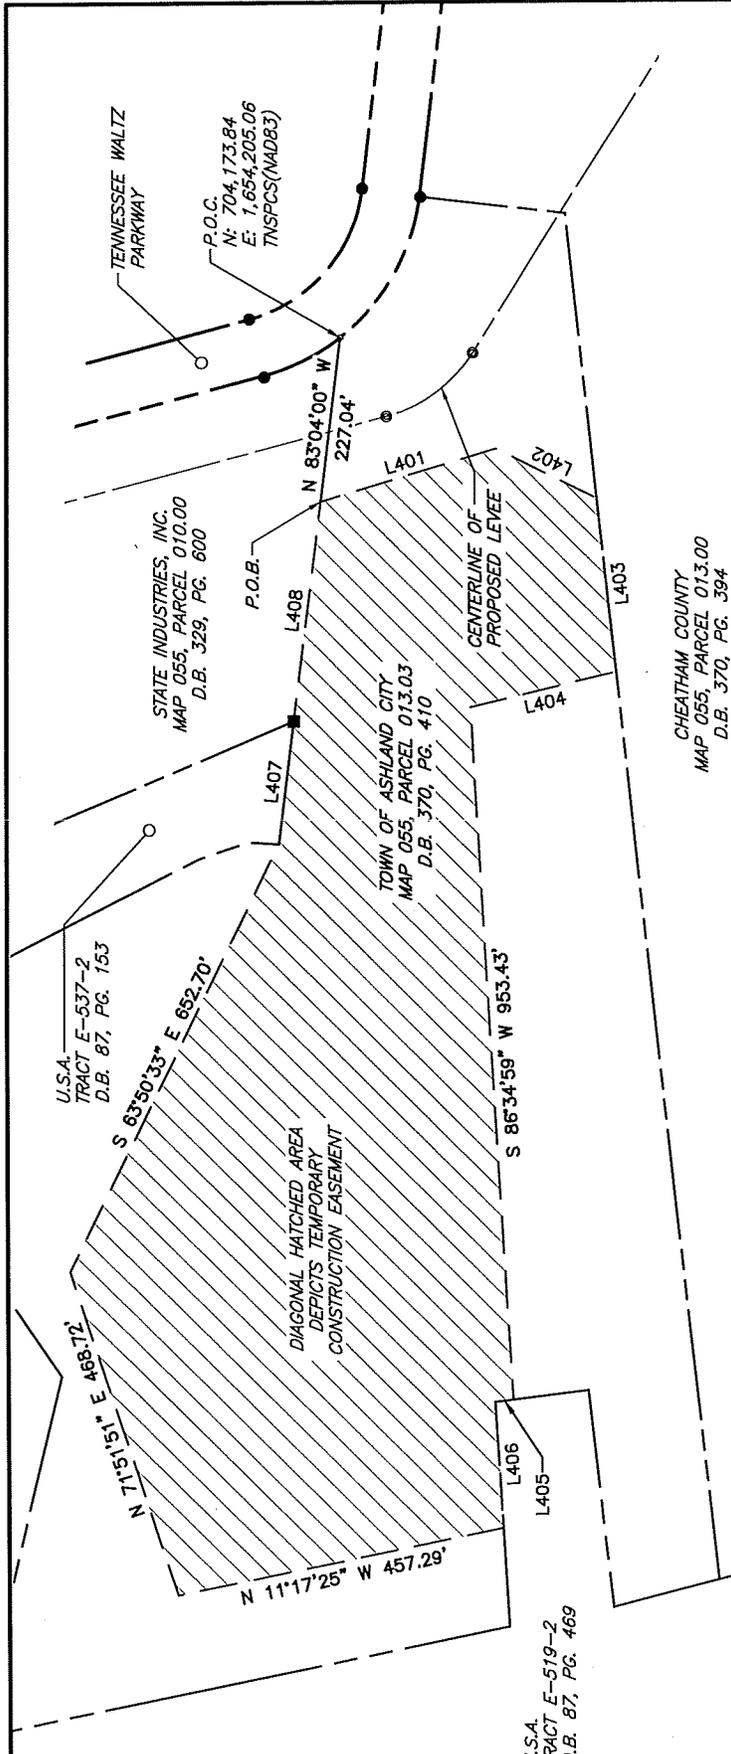 TENNESSEE WALTZ
PARKWAY
P.O.C.
N: 704,173.84
E: 1,654,205.06
TNSPCS(NAD83)
N 83°04'00" W
227.04'
STATE INDUSTRIES, INC.
MAP 055, PARCEL 010.00
D.B. 329, PG. 600
P.O.B.
L401
L402
L403
L404
L408
L407
CENTERLINE OF
PROPOSED LEVEE
TOWN OF ASHLAND CITY
MAP 055, PARCEL 013.03
D.B. 370, PG. 410
CHEATHAM COUNTY
MAP 055, PARCEL 013.00
D.B. 370, PG. 394
U.S.A.
TRACT E-537-2
D.B. 87, PG. 153
S 63°50'33" E 652.70'
S 86°34'59" W 953.43'
DIAGONAL HATCHED AREA
DEPICTS TEMPORARY
CONSTRUCTION EASEMENT
N 71°51'51" E 468.72'
N 11°17'25" W 457.29'
L406
L405
.S.A.
RACT E-519-2
.B. 87, PG. 469